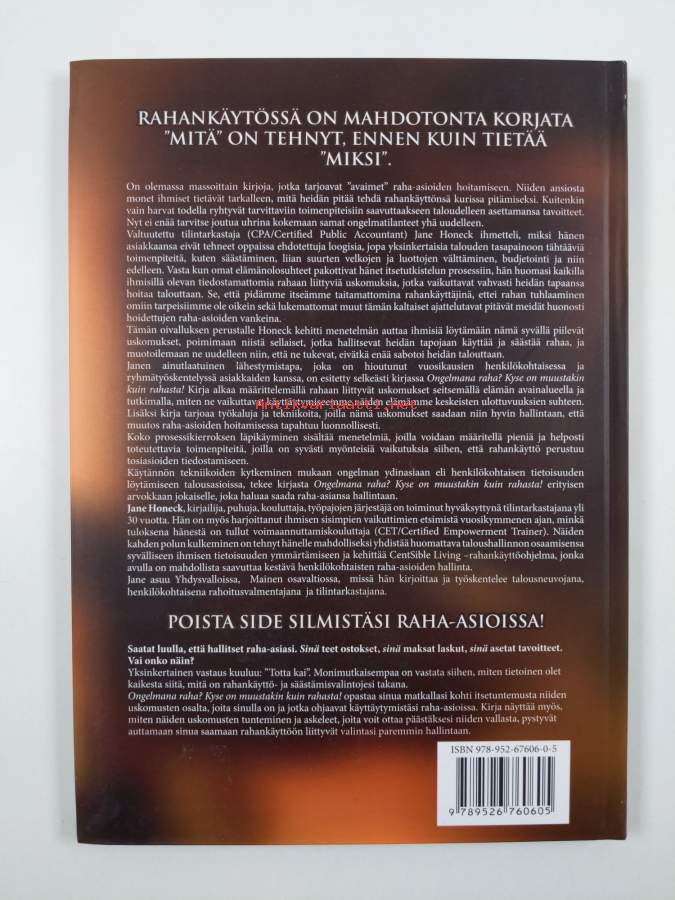 RAHANKÄYTÖSSÄ ON MAHDOTONTA KORJATA
"MITÄ" ON TEHNYT, ENNEN KUIN TIETÄÄ
"MIKSI".
On olemassa massoittain kirjoja, jotka tarjoavat "avaimet" raha-asioiden hoitamiseen. Niiden ansiosta
monet ihmiset tietävät tarkalleen, mitä heidän pitää tehdä rahankäyttönsä kurissa pitämiseksi. Kuitenkin
vain harvat todella ryhtyvät tarvittaviin toimenpiteisiin saavuttaakseen taloudelleen asettamansa tavoitteet.
Nyt ei enää tarvitse joutua uhrina kokemaan samat ongelmatilanteet yhä uudelleen.
Valtuutettu tilintarkastaja (CPA/Certified Public Accountant) Jane Honeck ihmetteli, miksi hänen
asiakkaansa eivät tehneet oppaissa ehdotettuja loogisia, jopa yksinkertaisia talouden tasapainoon tähtääviä
toimenpiteitä, kuten säästäminen, liian suurten velkojen ja luottojen välttäminen, budjetointi ja niin
edelleen. Vasta kun omat elämänolosuhteet pakottivat hänet itsetutkistelun prosessiin, hän huomasi kaikilla
ihmisillä olevan tiedostamattomia rahaan liittyviä uskomuksia, jotka vaikuttavat vahvasti heidän tapaansa
hoitaa talouttaan. Se, että pidämme itseämme taitamattomina rahankäyttäjinä, ettei rahan tuhlaaminen
omiin tarpeisiimme ole oikein sekä lukemattomat muut tämän kaltaiset ajattelutavat pitävät meidät huonosti
hoidettujen raha-asioiden vankeina.
Tämän oivalluksen perustalle Honeck kehitti menetelmän auttaa ihmisiä löytämään nämä syvällä piilevät
uskomukset, poimimaan niistä sellaiset, jotka hallitsevat heidän tapojaan käyttää ja säästää rahaa, ja
muotoilemaan ne uudelleen niin, että ne tukevat, eivätkä enää sabotoi heidän talouttaan.
Janen ainutlaatuinen lähestymistapa, joka on hioutunut vuosikausien henkilökohtaisessa ja
ryhmätyöskentelyssä asiakkaiden kanssa, on esitetty selkeästi kirjassa Ongelmana raha? Kyse on muustakin
kuin rahasta! Kirja alkaa määrittelemällä rahaan liittyvät uskomukset seitsemällä elämän avainalueella ja
tutkimalla, miten ne vaikuttavat käyttäytymiseemme näiden elämämme keskeisten ulottuvuuksien suhteen.
Antikvariaatti.net
Lisäksi kirja tarjoaa työkaluja ja tekniikoita, joilla nämä uskomukset saadaan niin hyvin hallintaan, että
muutos raha-asioiden hoitamisessa tapahtuu luonnollisesti.
Koko prosessikierroksen läpikäyminen sisältää menetelmiä, joilla voidaan määritellä pieniä ja helposti
toteutettavia toimenpiteitä, joilla on syvästi myönteisiä vaikutuksia siihen, että rahankäyttö perustuu
tosiasioiden tiedostamiseen.
Käytännön tekniikoiden kytkeminen mukaan ongelman ydinasiaan eli henkilökohtaisen tietoisuuden
löytämiseen talousasioissa, tekee kirjasta Ongelmana raha? Kyse on muustakin kuin rahasta! erityisen
arvokkaan jokaiselle, joka haluaa saada raha-asiansa hallintaan.
Jane Honeck, kirjailija, puhuja, kouluttaja, työpajojen järjestäjä on toiminut hyväksyttynä tilintarkastajana yli
30 vuotta. Hän on myös harjoittanut ihmisen sisimpien vaikuttimien etsimistä vuosikymmenen ajan, minkä
tuloksena hänestä on tullut voimaannuttamiskouluttaja (CET/Certified Empowerment Trainer). Näiden
kahden polun kulkeminen on tehnyt hänelle mahdolliseksi yhdistää huomattava taloushallinnon osaamisensa
syvälliseen ihmisen tietoisuuden ymmärtämiseen ja kehittää CentSible Living –rahankäyttöohjelma, jonka
avulla on mahdollista saavuttaa kestävä henkilökohtaisten raha-asioiden hallinta.
Jane asuu Yhdysvalloissa, Mainen osavaltiossa, missä hän kirjoittaa ja työskentelee talousneuvojana,
henkilökohtaisena rahoitusvalmentajana ja tilintarkastajana.
POISTA SIDE SILMISTÄSI RAHA-ASIOISSA!
Saatat luulla, että hallitset raha-asiasi. Sinä teet ostokset, sinä maksat laskut, sinä asetat tavoitteet.
Vai onko näin?
Yksinkertainen vastaus kuuluu: "Totta kai". Monimutkaisempaa on vastata siihen, miten tietoinen olet
kaikesta siitä, mitä on rahankäyttö- ja säästämisvalintojesi takana.
Ongelmana raha? Kyse on muustakin kuin rahasta! opastaa sinua matkallasi kohti itsetuntemusta niiden
uskomusten osalta, joita sinulla on ja jotka ohjaavat käyttäytymistäsi raha-asioissa. Kirja näyttää myös,
miten näiden uskomusten tunteminen ja askeleet, joita voit ottaa päästäksesi niiden vallasta, pystyvät
auttamaan sinua saamaan rahankäyttöön liittyvät valintasi paremmin hallintaan.
ISBN 978-952-67606-0-5
9 789526 760605